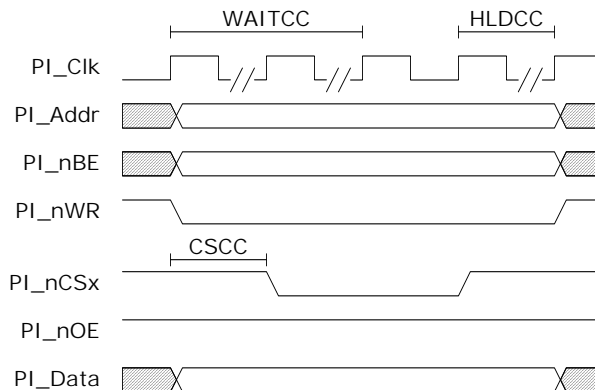 WAITCC HLDCC
PI_Clk
PI_Addr
PI_nBE
PI_nWR
CSCC
PI_nCSx
PI_nOE
PI_Data